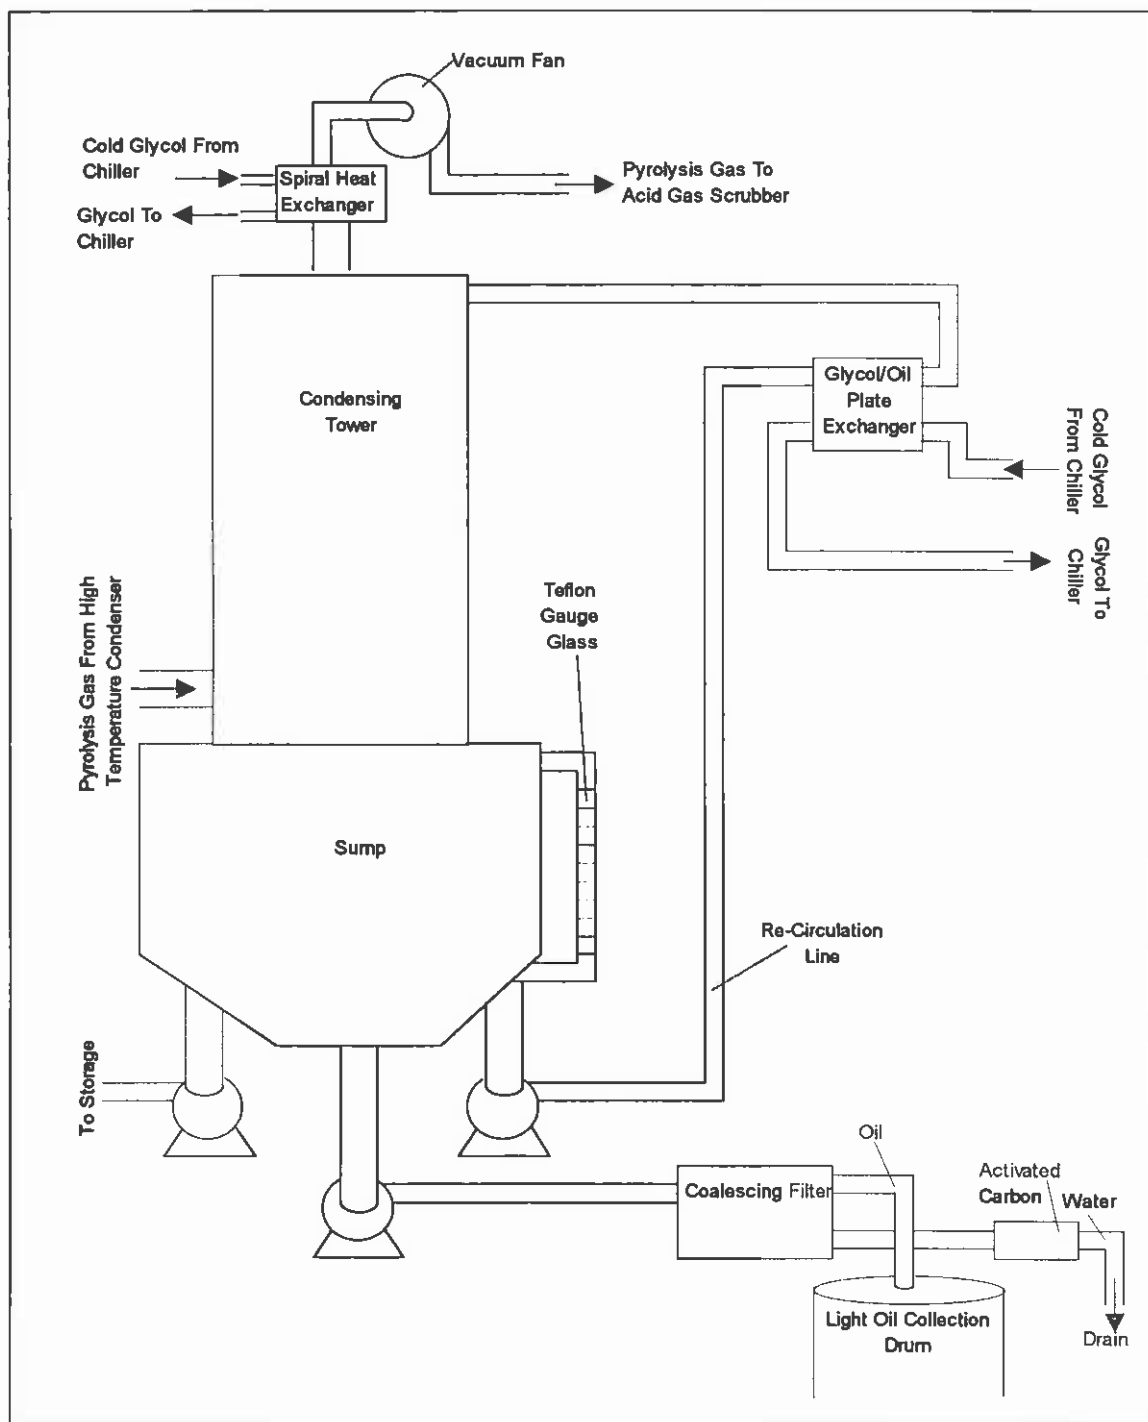 Vacuum Fan
Cold Glycol From
Chiller
Spiral Heat
Exchanger
Glycol To
Chiller
Pyrolysis Gas To
Acid Gas Scrubber
Condensing
Tower
Glycol/Oil
Plate
Exchanger
Cold Glycol
From Chiller
Glycol To
Chiller
Teflon
Gauge
Glass
Pyrolysis Gas From High
Temperature Condenser
Sump
Re-Circulation
Line
To Storage
Oil
Coalescing Filter
Activated
Carbon
Water
Light Oil Collection
Drum
Drain